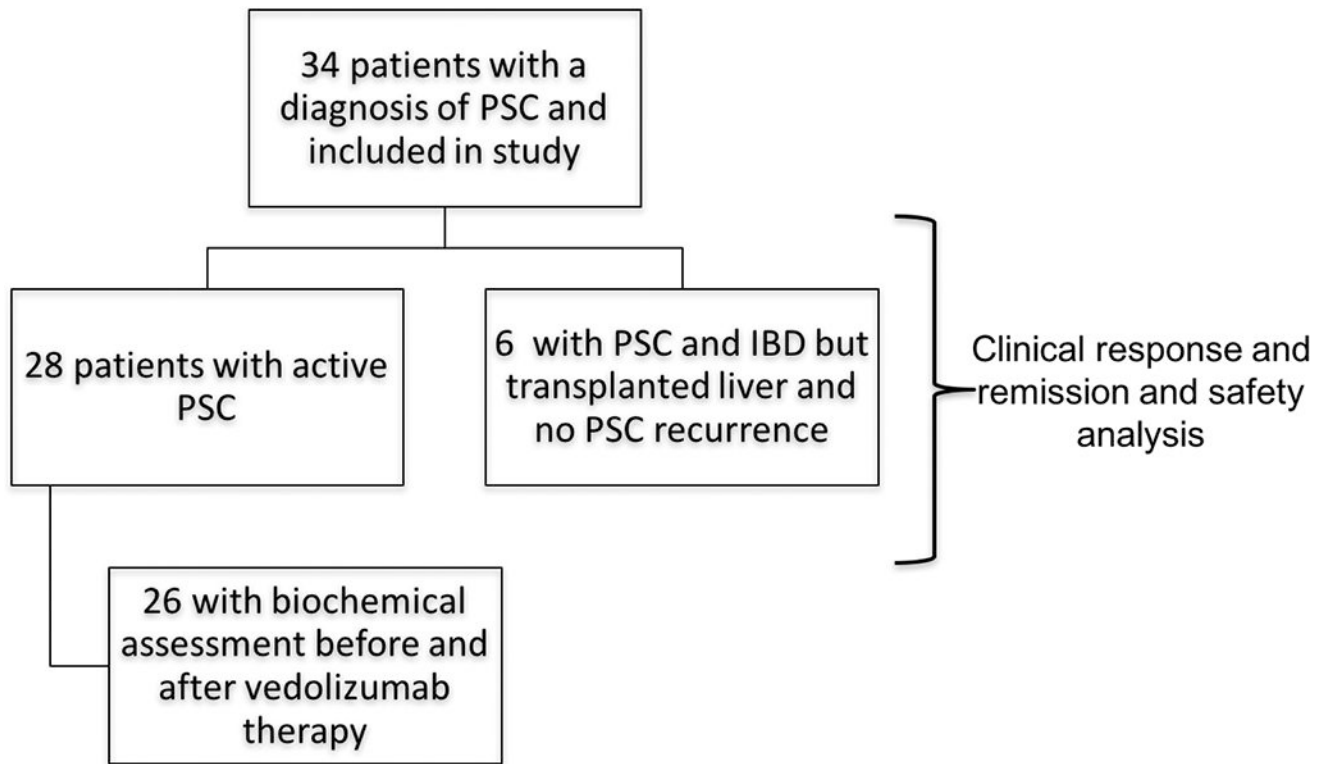 34 patients with a
diagnosis of PSC and
included in study
28 patients with active
PSC
6 with PSC and IBD but
transplanted liver and
no PSC recurrence
Clinical response and
remission and safety
analysis
26 with biochemical
assessment before and
after vedolizumab
therapy